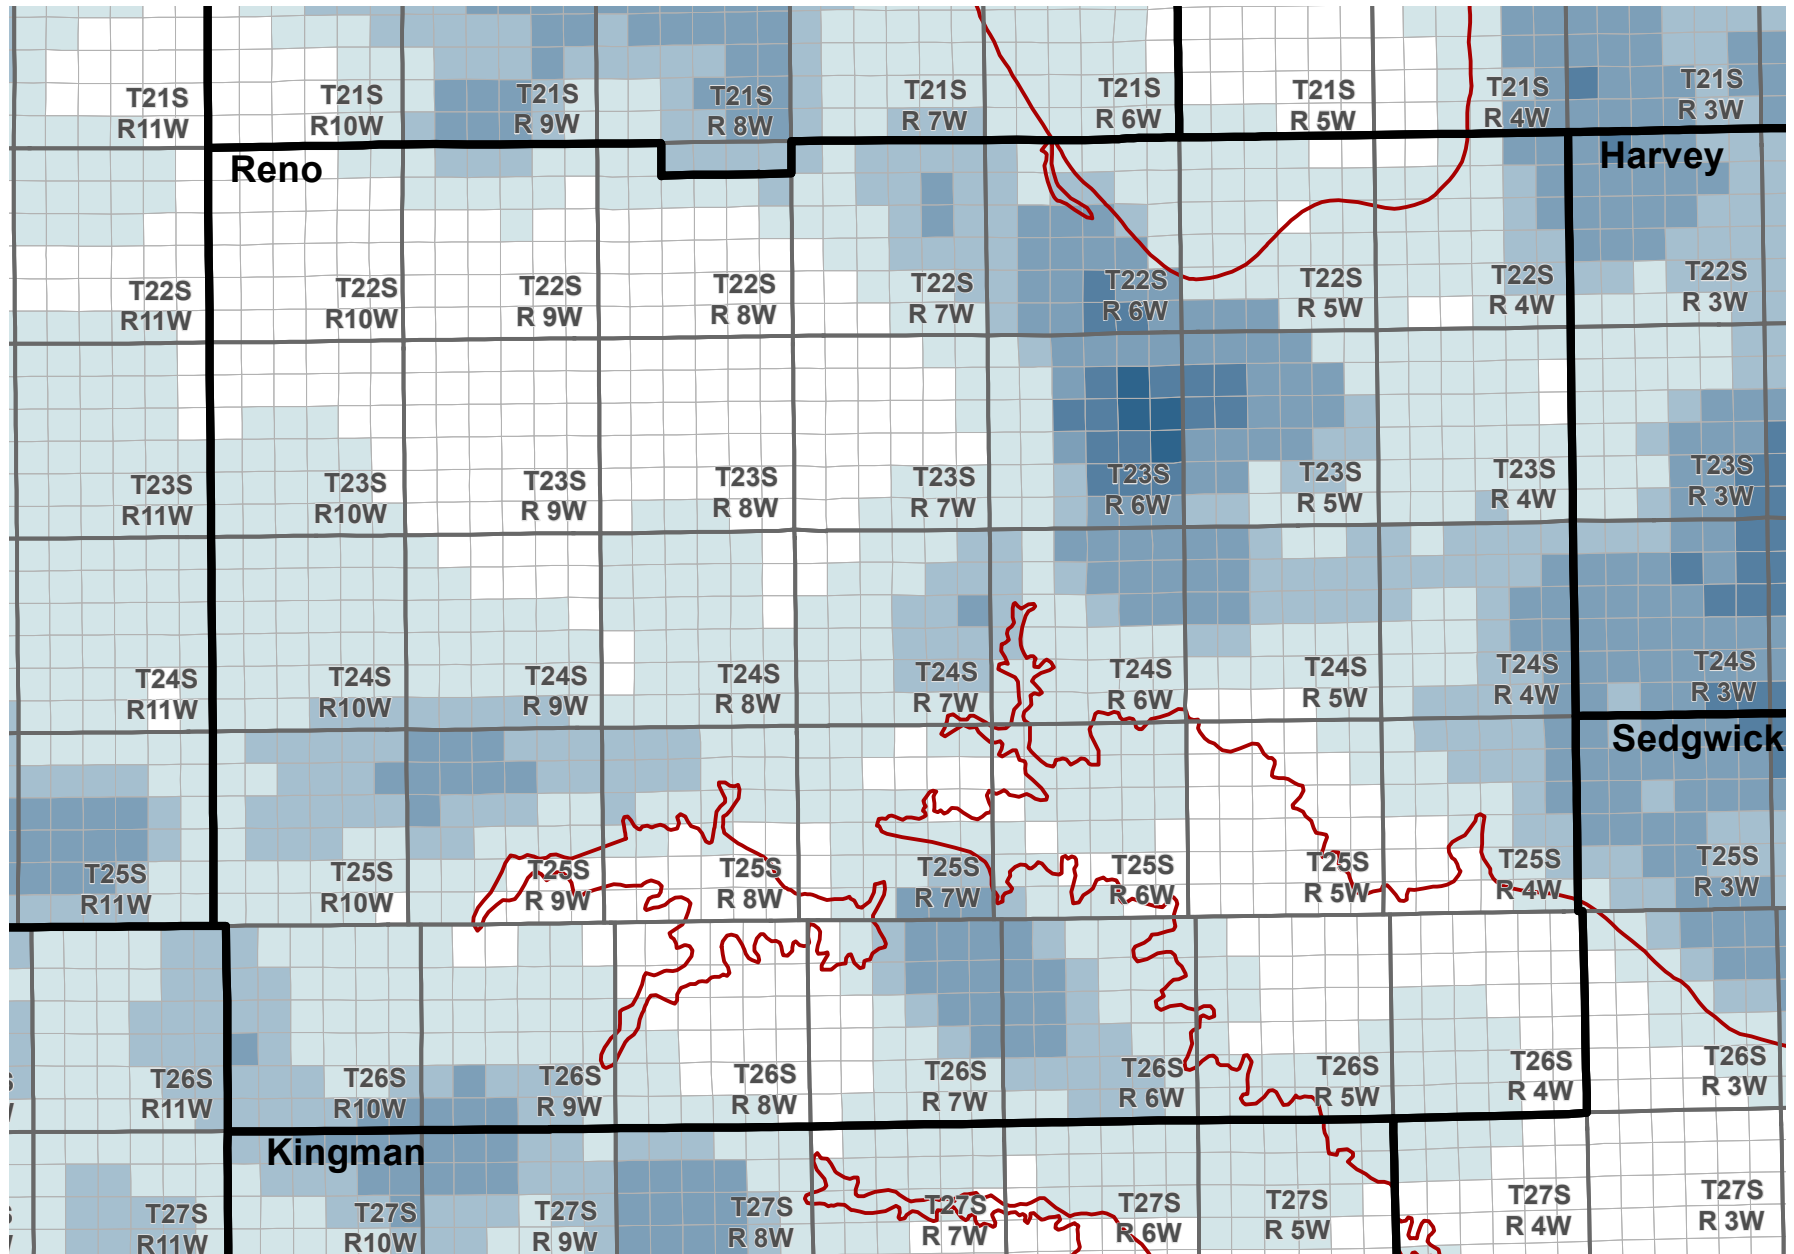 T21S
R11W
T21S
R10W
T21S
R 9W
T21S
R 8W
T21S
R 7W
T21S
R 6W
T21S
R 5W
T21S
R 4W
T21S
R 3W
Reno
Harvey
T22S
R11W
T22S
R10W
T22S
R 9W
T22S
R 8W
T22S
R 7W
T22S
R 6W
T22S
R 5W
T22S
R 4W
T22S
R 3W
T23S
R11W
T23S
R10W
T23S
R 9W
T23S
R 8W
T23S
R 7W
T23S
R 6W
T23S
R 5W
T23S
R 4W
T23S
R 3W
T24S
R11W
T24S
R10W
T24S
R 9W
T24S
R 8W
T24S
R 7W
T24S
R 6W
T24S
R 5W
T24S
R 4W
T24S
R 3W
Sedgwick
T25S
R11W
T25S
R10W
T25S
R 9W
T25S
R 8W
T25S
R 7W
T25S
R 6W
T25S
R 5W
T25S
R 4W
T25S
R 3W
T26S
R11W
T26S
R10W
T26S
R 9W
T26S
R 8W
T26S
R 7W
T26S
R 6W
T26S
R 5W
T26S
R 4W
T26S
R 3W
Kingman
T27S
R11W
T27S
R10W
T27S
R 9W
T27S
R 8W
T27S
R 7W
T27S
R 6W
T27S
R 5W
T27S
R 4W
T27S
R 3W